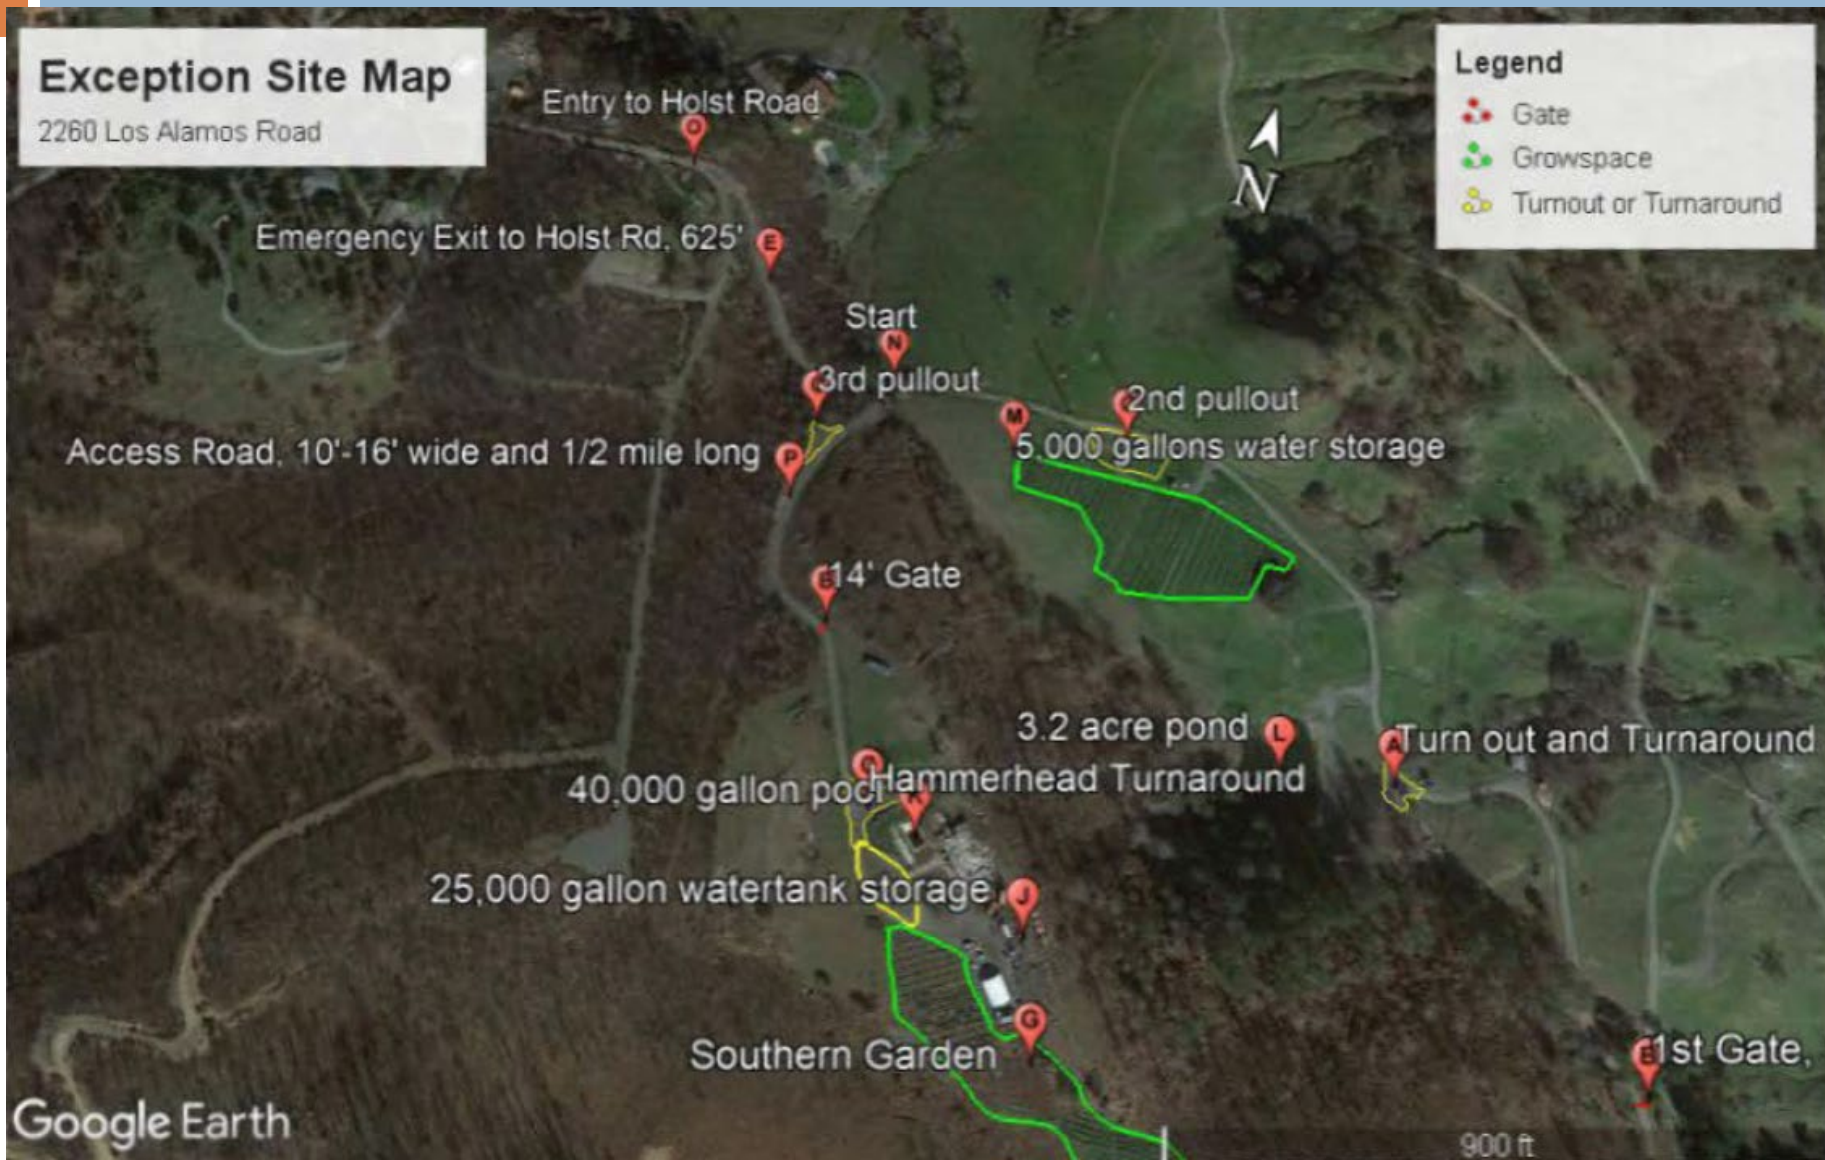 Exception Site Map
2260 Los Alamos Road
Legend
Gate
Growspace
Turnout or Turnaround
N
Entry to Holst Road
O
Emergency Exit to Holst Rd, 625'
E
Start
N
3rd pullout
2nd pullout
M
5,000 gallons water storage
Access Road, 10'-16' wide and 1/2 mile long
P
14' Gate
3.2 acre pond
L
A
Turn out and Turnaround
Hammerhead Turnaround
40,000 gallon pool
K
25,000 gallon watertank storage
J
G
Southern Garden
1st Gate,
Google Earth
900 ft